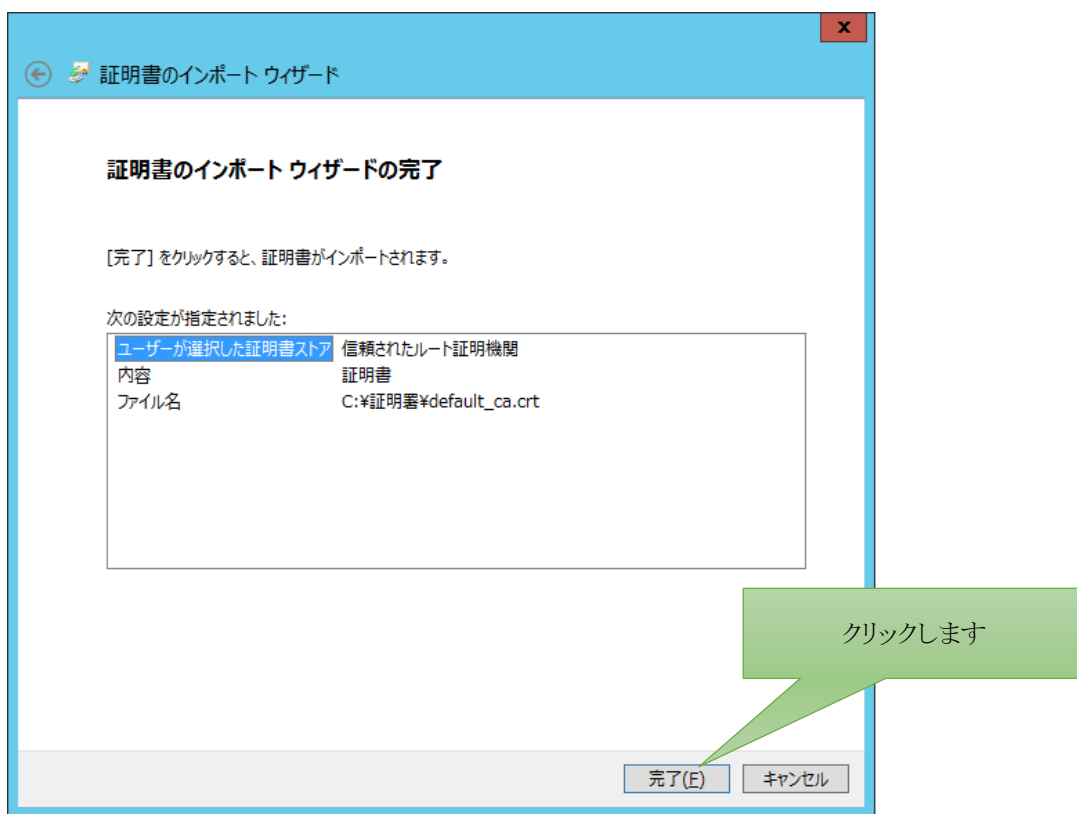 x
証明書のインポート ウィザード
証明書のインポート ウィザードの完了
[完了] をクリックすると、証明書がインポートされます。
次の設定が指定されました:
ユーザーが選択した証明書ストア 信頼されたルート証明機関
内容 証明書
ファイル名 C:¥証明署¥default_ca.crt
クリックします
完了(F) キャンセル